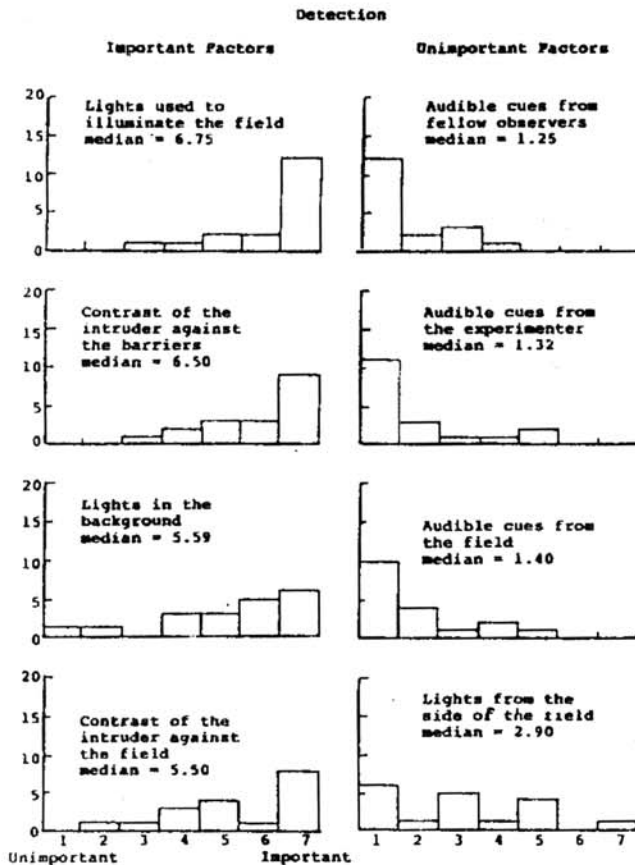 Detection
Important Factors
Unimportant Factors
20
15
10
5
0
Lights used to
illuminate the field
median = 6.75
Audible cues from
fellow observers
median = 1.25
20
15
10
5
0
Contrast of the
intruder against
the barriers
median = 6.50
Audible cues from
the experimenter
median = 1.32
20
15
10
5
0
Lights in the
background
median = 5.59
Audible cues from
the field
median = 1.40
20
15
10
5
0
Contrast of the
intruder against
the field
median = 5.50
Lights from the
side of the field
median = 2.90
1 2 3 4 5 6 7
1 2 3 4 5 6 7
Unimportant
Important